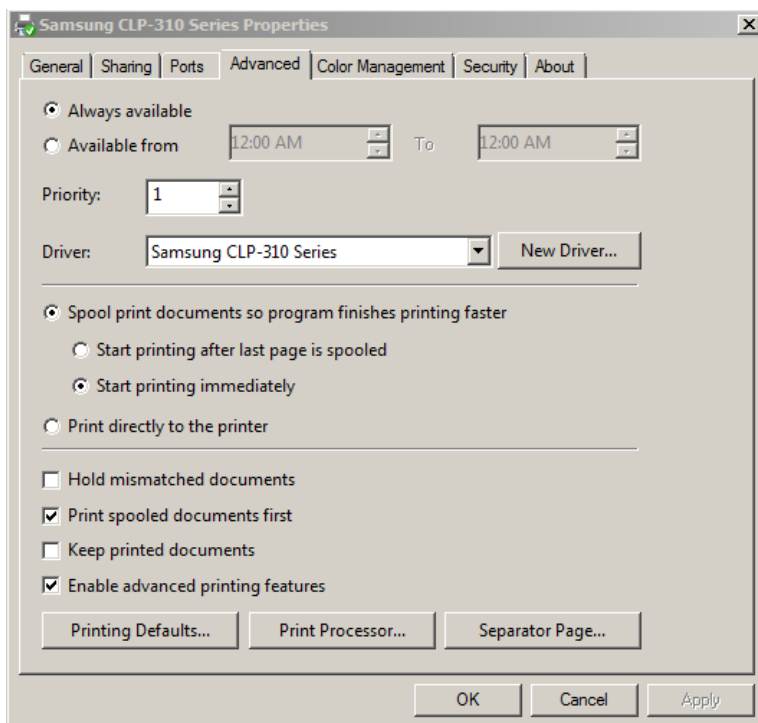 Samsung CLP-310 Series Properties
General Sharing Ports Advanced Color Management Security About
Always available
Available from 12:00 AM To 12:00 AM
Priority: 1
Driver: Samsung CLP-310 Series New Driver...
Spool print documents so program finishes printing faster
Start printing after last page is spooled
Start printing immediately
Print directly to the printer
Hold mismatched documents
Print spooled documents first
Keep printed documents
Enable advanced printing features
Printing Defaults... Print Processor... Separator Page...
OK Cancel Apply